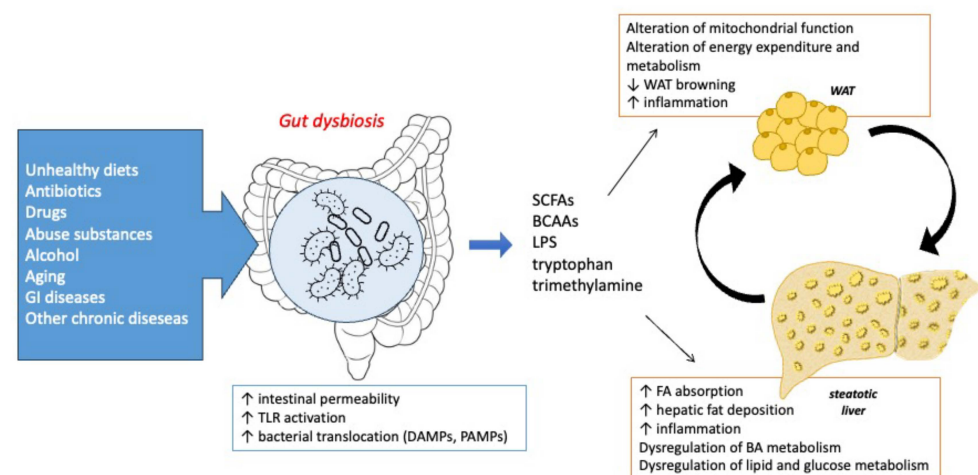 Unhealthy diets
Antibiotics
Drugs
Abuse substances
Alcohol
Aging
GI diseases
Other chronic diseseas
Gut dysbiosis
↑ intestinal permeability
↑ TLR activation
↑ bacterial translocation (DAMPs, PAMPs)
SCFAs
BCAAs
LPS
tryptophan
trimethylamine
Alteration of mitochondrial function
Alteration of energy expenditure and
metabolism
↓ WAT browning
↑ inflammation
WAT
↑ FA absorption
↑ hepatic fat deposition
↑ inflammation
Dysregulation of BA metabolism
Dysregulation of lipid and glucose metabolism
steatotic
liver